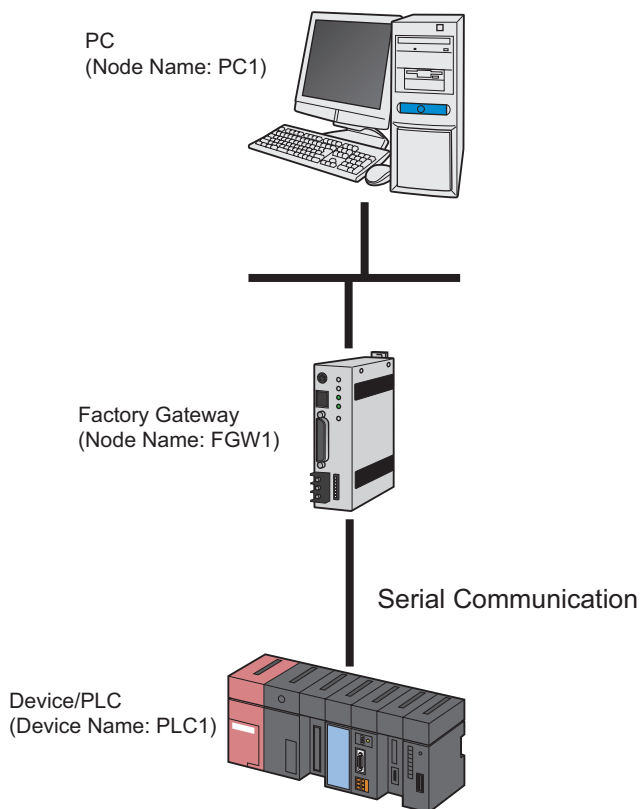 PC
(Node Name: PC1)
Factory Gateway
(Node Name: FGW1)
Serial Communication
Device/PLC
(Device Name: PLC1)